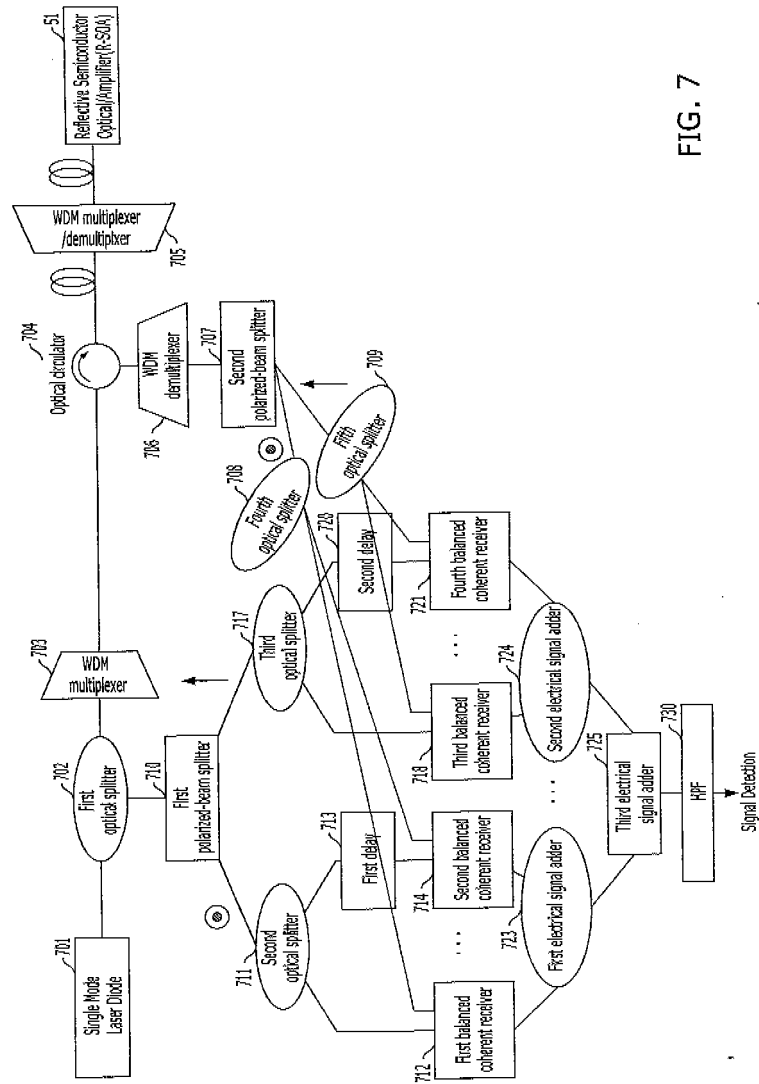 701
Single Mode
Laser Diode
702
First
optical splitter
703
WDM
multiplexer
704
Optical circulator
WDM multiplexer
/demultiplxer
705
51
Reflective Semiconductor
Optical/Amplifier(R-SOA)
WDM
demultiplexer
706
707
Second
polarized-beam splitter
710
First
polarized-beam splitter
708
Fourth
optical splitter
709
Fifth
optical splitter
711
Second
optical splitter
717
Third
optical splitter
713
First delay
728
Second delay
712
First balanced
coherent receiver
. . .
714
Second balanced
coherent receiver
718
Third balanced
coherent receiver
. . .
721
Fourth balanced
coherent receiver
723
First electrical signal adder
. . .
724
Second electrical signal adder
725
Third electrical
signal adder
730
HPF
Signal Detection
FIG. 7